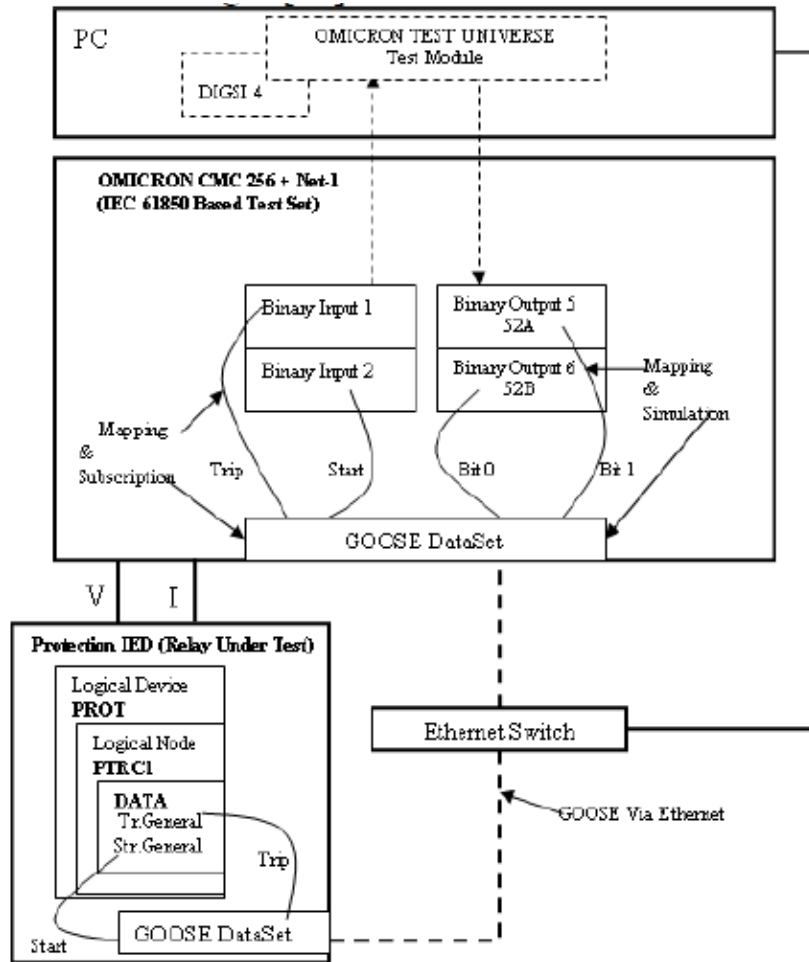 PC
OMICRON TEST UNIVERSE
Test Module
DIGSI 4
OMICRON CMC 256 + Net-1
(IEC 61850 Based Test Set)
Binary Input 1
Binary Output 5
52A
Binary Input 2
Binary Output 6
52B
Mapping
&
Simulation
Mapping
&
Subscription
Trip
Start
Bit 0
Bit 1
GOOSE DataSet
V
I
Protection IED (Relay Under Test)
Logical Device
PROT
Logical Node
PTRC1
DATA
Tr.General
Str.General
Trip
Start
GOOSE DataSet
Ethernet Switch
GOOSE Via Ethernet